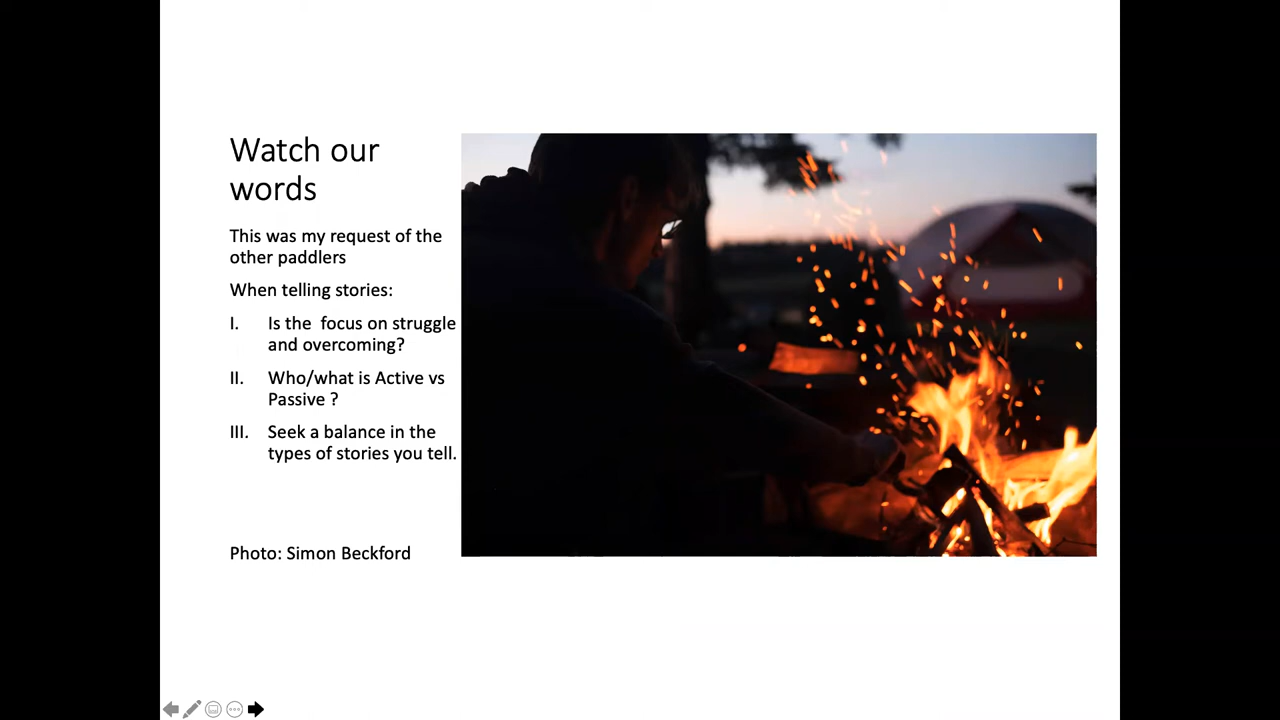 Watch our
words
This was my request of the
other paddlers
When telling stories:
I. Is the  focus on struggle
and overcoming?
II. Who/what is Active vs
Passive ?
III. Seek a balance in the
types of stories you tell.
Photo: Simon Beckford